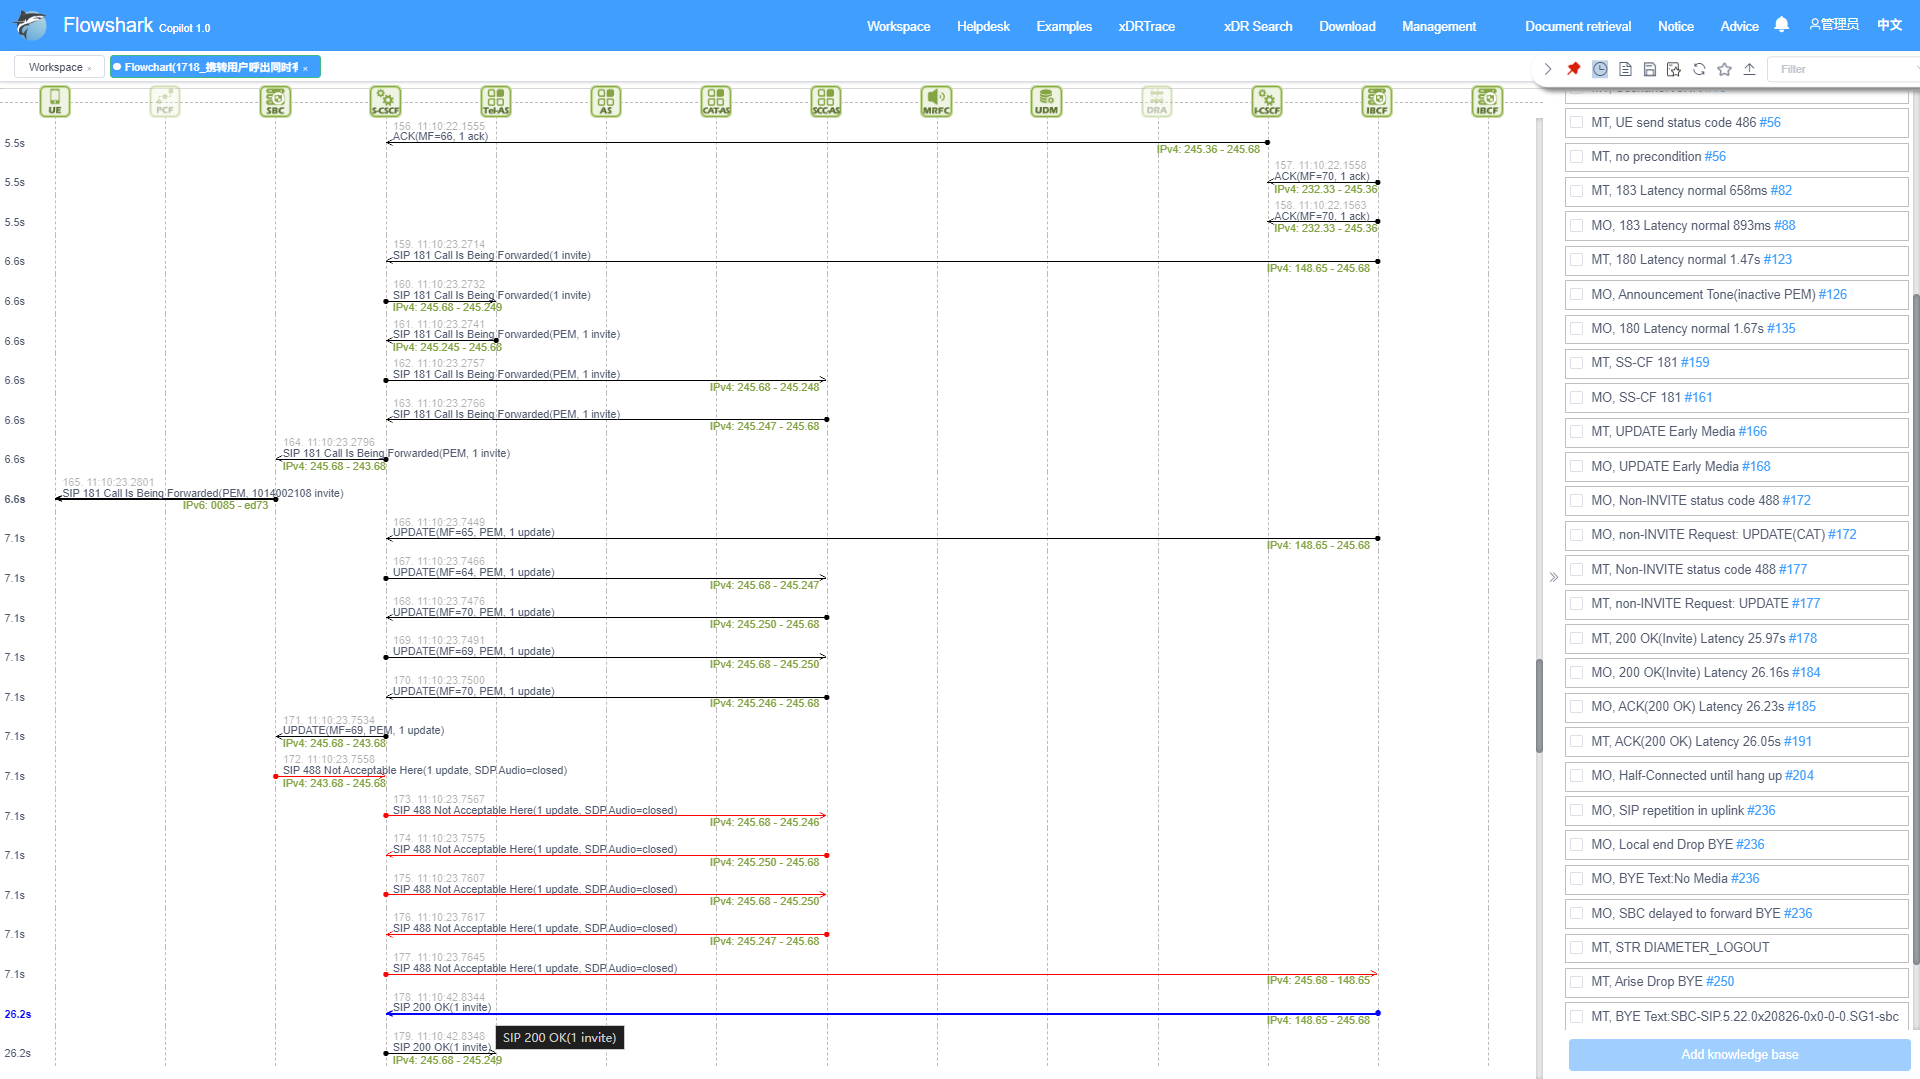 Flowshark Copilot 1.0
Workspace
Helpdesk
Examples
xDRTrace
xDR Search
Download
Management
Document retrieval
Notice
Advice
管理员
中文
Workspace ×
Flowchart(1718_携转用户呼出同时有 ×
Filter
UE
PCF
SBC
S-CSCF
Tel-AS
AS
CAT-AS
SCC-AS
MRFC
UDM
DRA
I-CSCF
IBCF
IBCF
156. 11:10:22.1555
ACK(MF=66, 1 ack)
5.5s
IPv4: 245.36 - 245.68
157. 11:10:22.1558
ACK(MF=70, 1 ack)
5.5s
IPv4: 232.33 - 245.36
158. 11:10:22.1563
ACK(MF=70, 1 ack)
5.5s
IPv4: 232.33 - 245.36
159. 11:10:23.2714
SIP 181 Call Is Being Forwarded(1 invite)
6.6s
IPv4: 148.65 - 245.68
160. 11:10:23.2732
SIP 181 Call Is Being Forwarded(1 invite)
6.6s
IPv4: 245.68 - 245.249
161. 11:10:23.2741
SIP 181 Call Is Being Forwarded(PEM, 1 invite)
6.6s
IPv4: 245.245 - 245.68
162. 11:10:23.2757
SIP 181 Call Is Being Forwarded(PEM, 1 invite)
6.6s
IPv4: 245.68 - 245.248
163. 11:10:23.2766
SIP 181 Call Is Being Forwarded(PEM, 1 invite)
6.6s
IPv4: 245.247 - 245.68
164. 11:10:23.2796
SIP 181 Call Is Being Forwarded(PEM, 1 invite)
6.6s
IPv4: 245.68 - 243.68
165. 11:10:23.2801
SIP 181 Call Is Being Forwarded(PEM, 1014002108 invite)
6.6s
IPv6: 0085 - ed73
166. 11:10:23.7449
UPDATE(MF=65, PEM, 1 update)
7.1s
IPv4: 148.65 - 245.68
167. 11:10:23.7466
UPDATE(MF=64, PEM, 1 update)
7.1s
IPv4: 245.68 - 245.247
168. 11:10:23.7476
UPDATE(MF=70, PEM, 1 update)
7.1s
IPv4: 245.250 - 245.68
169. 11:10:23.7491
UPDATE(MF=69, PEM, 1 update)
7.1s
IPv4: 245.68 - 245.250
170. 11:10:23.7500
UPDATE(MF=70, PEM, 1 update)
7.1s
IPv4: 245.246 - 245.68
171. 11:10:23.7534
UPDATE(MF=69, PEM, 1 update)
7.1s
IPv4: 245.68 - 243.68
172. 11:10:23.7558
SIP 488 Not Acceptable Here(1 update, SDP.Audio=closed)
7.1s
IPv4: 243.68 - 245.68
173. 11:10:23.7567
SIP 488 Not Acceptable Here(1 update, SDP.Audio=closed)
7.1s
IPv4: 245.68 - 245.246
174. 11:10:23.7575
SIP 488 Not Acceptable Here(1 update, SDP.Audio=closed)
7.1s
IPv4: 245.250 - 245.68
175. 11:10:23.7607
SIP 488 Not Acceptable Here(1 update, SDP.Audio=closed)
7.1s
IPv4: 245.68 - 245.250
176. 11:10:23.7617
SIP 488 Not Acceptable Here(1 update, SDP.Audio=closed)
7.1s
IPv4: 245.247 - 245.68
177. 11:10:23.7645
SIP 488 Not Acceptable Here(1 update, SDP.Audio=closed)
7.1s
IPv4: 245.68 - 148.65
178. 11:10:42.8344
SIP 200 OK(1 invite)
26.2s
IPv4: 148.65 - 245.68
179. 11:10:42.8348
SIP 200 OK(1 invite)
26.2s
IPv4: 245.68 - 245.249
SIP 200 OK(1 invite)
MT, UE send status code 486 #56
MT, no precondition #56
MT, 183 Latency normal 658ms #82
MO, 183 Latency normal 893ms #88
MT, 180 Latency normal 1.47s #123
MO, Announcement Tone(inactive PEM) #126
MO, 180 Latency normal 1.67s #135
MT, SS-CF 181 #159
MO, SS-CF 181 #161
MT, UPDATE Early Media #166
MO, UPDATE Early Media #168
MO, Non-INVITE status code 488 #172
MO, non-INVITE Request: UPDATE(CAT) #172
MT, Non-INVITE status code 488 #177
MT, non-INVITE Request: UPDATE #177
MT, 200 OK(Invite) Latency 25.97s #178
MO, 200 OK(Invite) Latency 26.16s #184
MO, ACK(200 OK) Latency 26.23s #185
MT, ACK(200 OK) Latency 26.05s #191
MO, Half-Connected until hang up #204
MO, SIP repetition in uplink #236
MO, Local end Drop BYE #236
MO, BYE Text:No Media #236
MO, SBC delayed to forward BYE #236
MT, STR DIAMETER_LOGOUT
MT, Arise Drop BYE #250
MT, BYE Text:SBC-SIP.5.22.0x20826-0x0-0-0.SG1-sbc
Add knowledge base